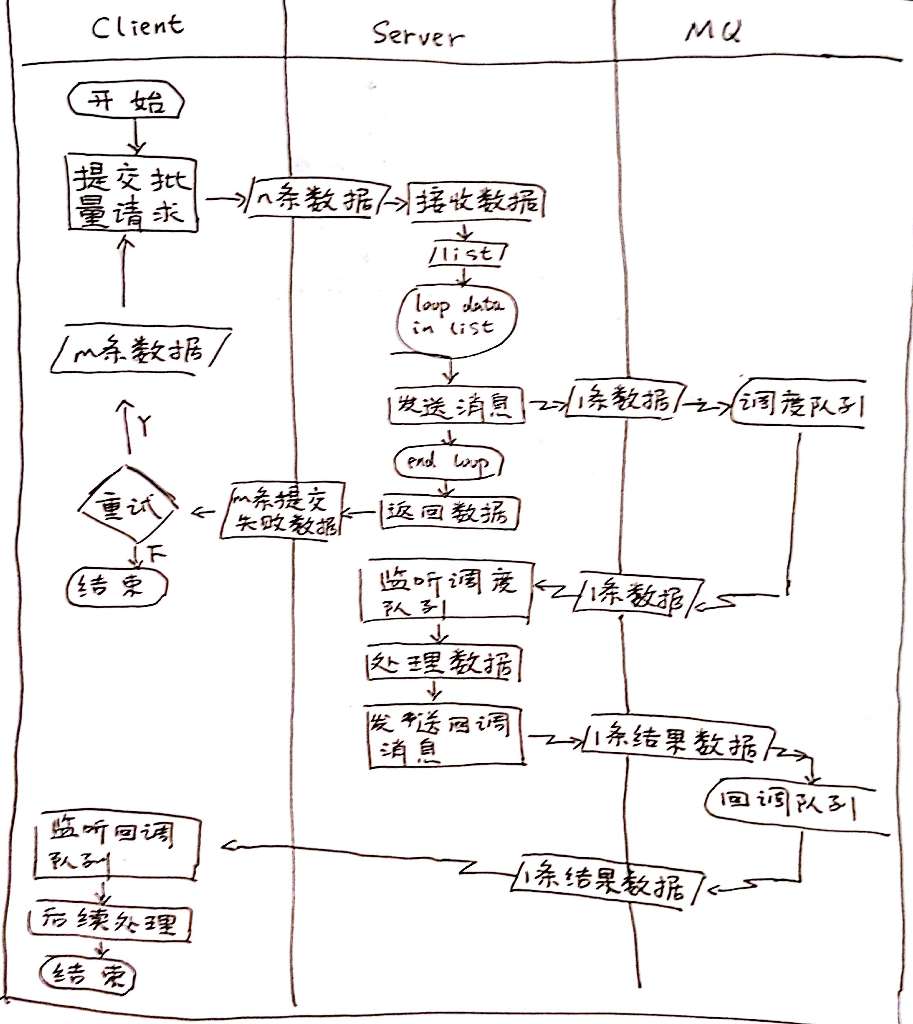 Client
Server
MQ
开始
提交批
量请求
n条数据
接收数据
list
loop data
in list
m条数据
发送消息
1条数据
调度队列
Y
end loop
重试
m条提交
失败数据
返回数据
F
结束
监听调度
队列
1条数据
处理数据
发送回调
消息
1条结果数据
回调队列
监听回调
队列
1条结果数据
后续处理
结束